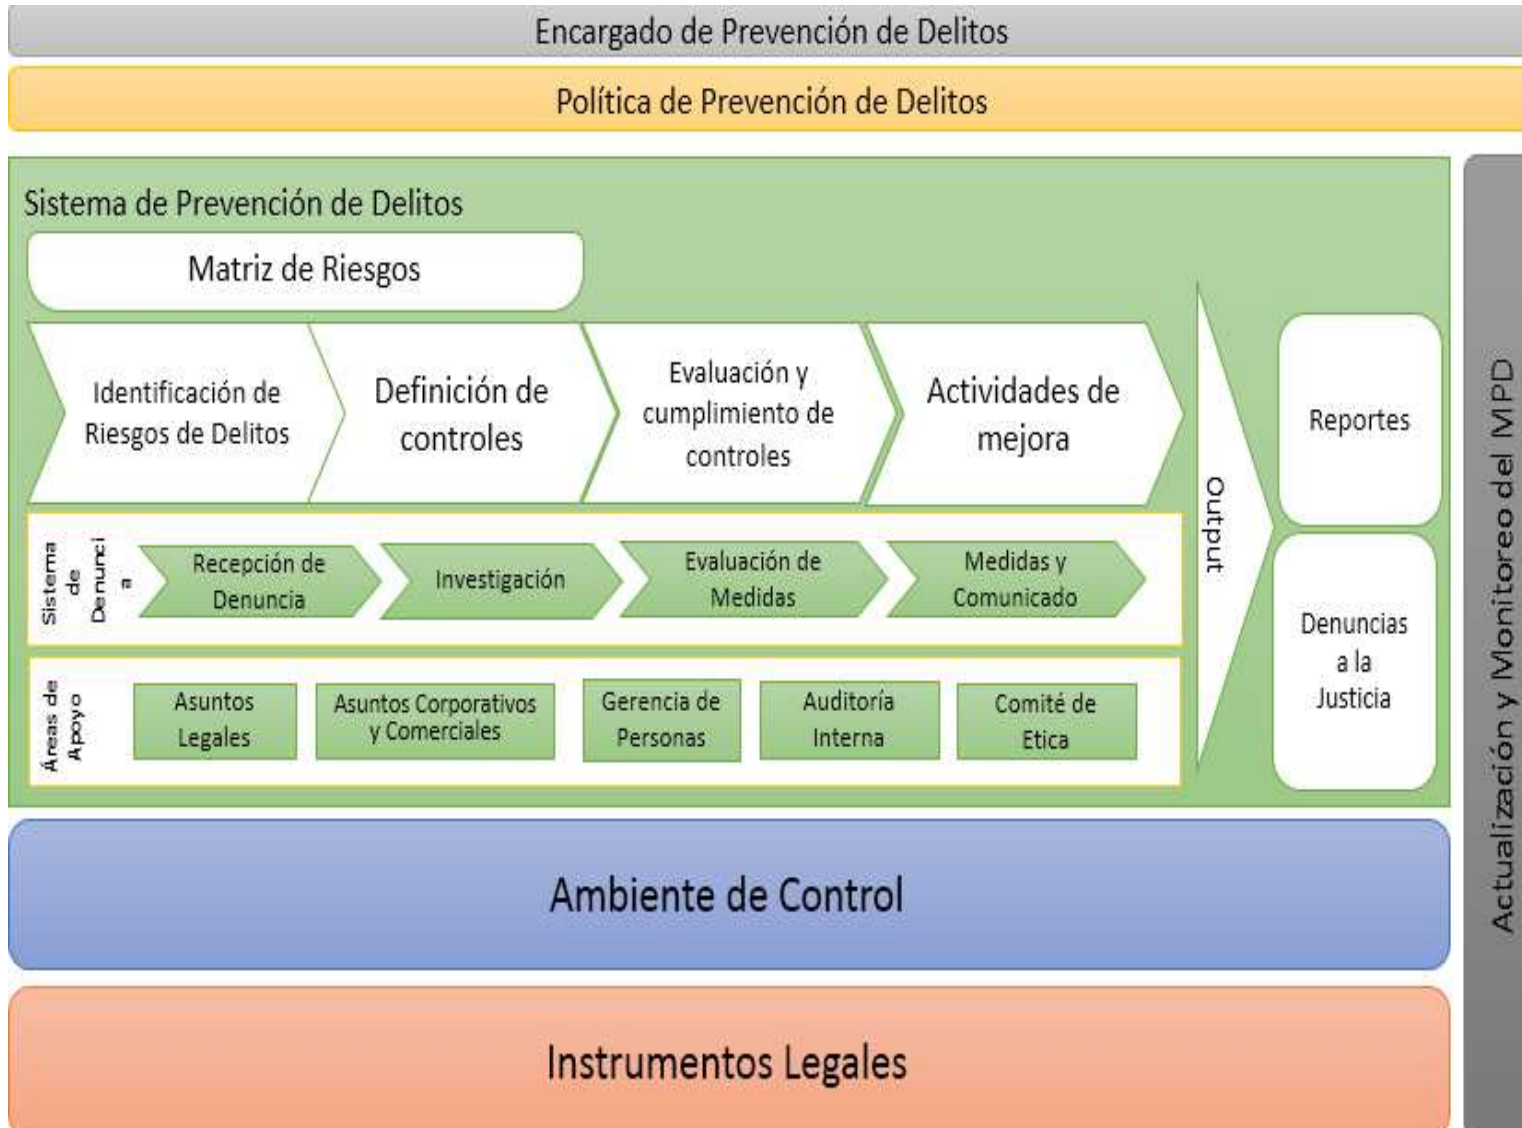 Encargado de Prevención de Delitos
Política de Prevención de Delitos
Sistema de Prevención de Delitos
Matriz de Riesgos
Identificación de
Riesgos de Delitos
Definición de
controles
Evaluación y
cumplimiento de
controles
Actividades de
mejora
Sistema
de
Denunci
a
Recepción de
Denuncia
Investigación
Evaluación de
Medidas
Medidas y
Comunicado
Áreas de
Apoyo
Asuntos
Legales
Asuntos Corporativos
y Comerciales
Gerencia de
Personas
Auditoría
Interna
Comité de
Etica
Output
Reportes
Denuncias
a la
Justicia
Actualización y Monitoreo del MPD
Ambiente de Control
Instrumentos Legales